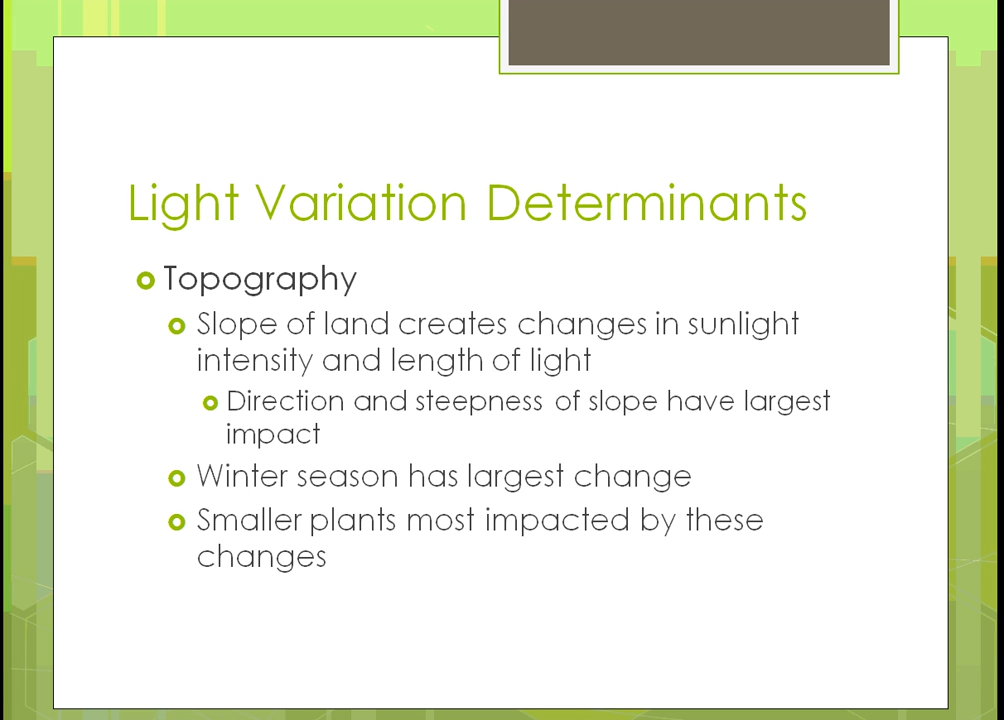 Light Variation Determinants
Topography
Slope of land creates changes in sunlight
intensity and length of light
Direction and steepness of slope have largest
impact
Winter season has largest change
Smaller plants most impacted by these
changes